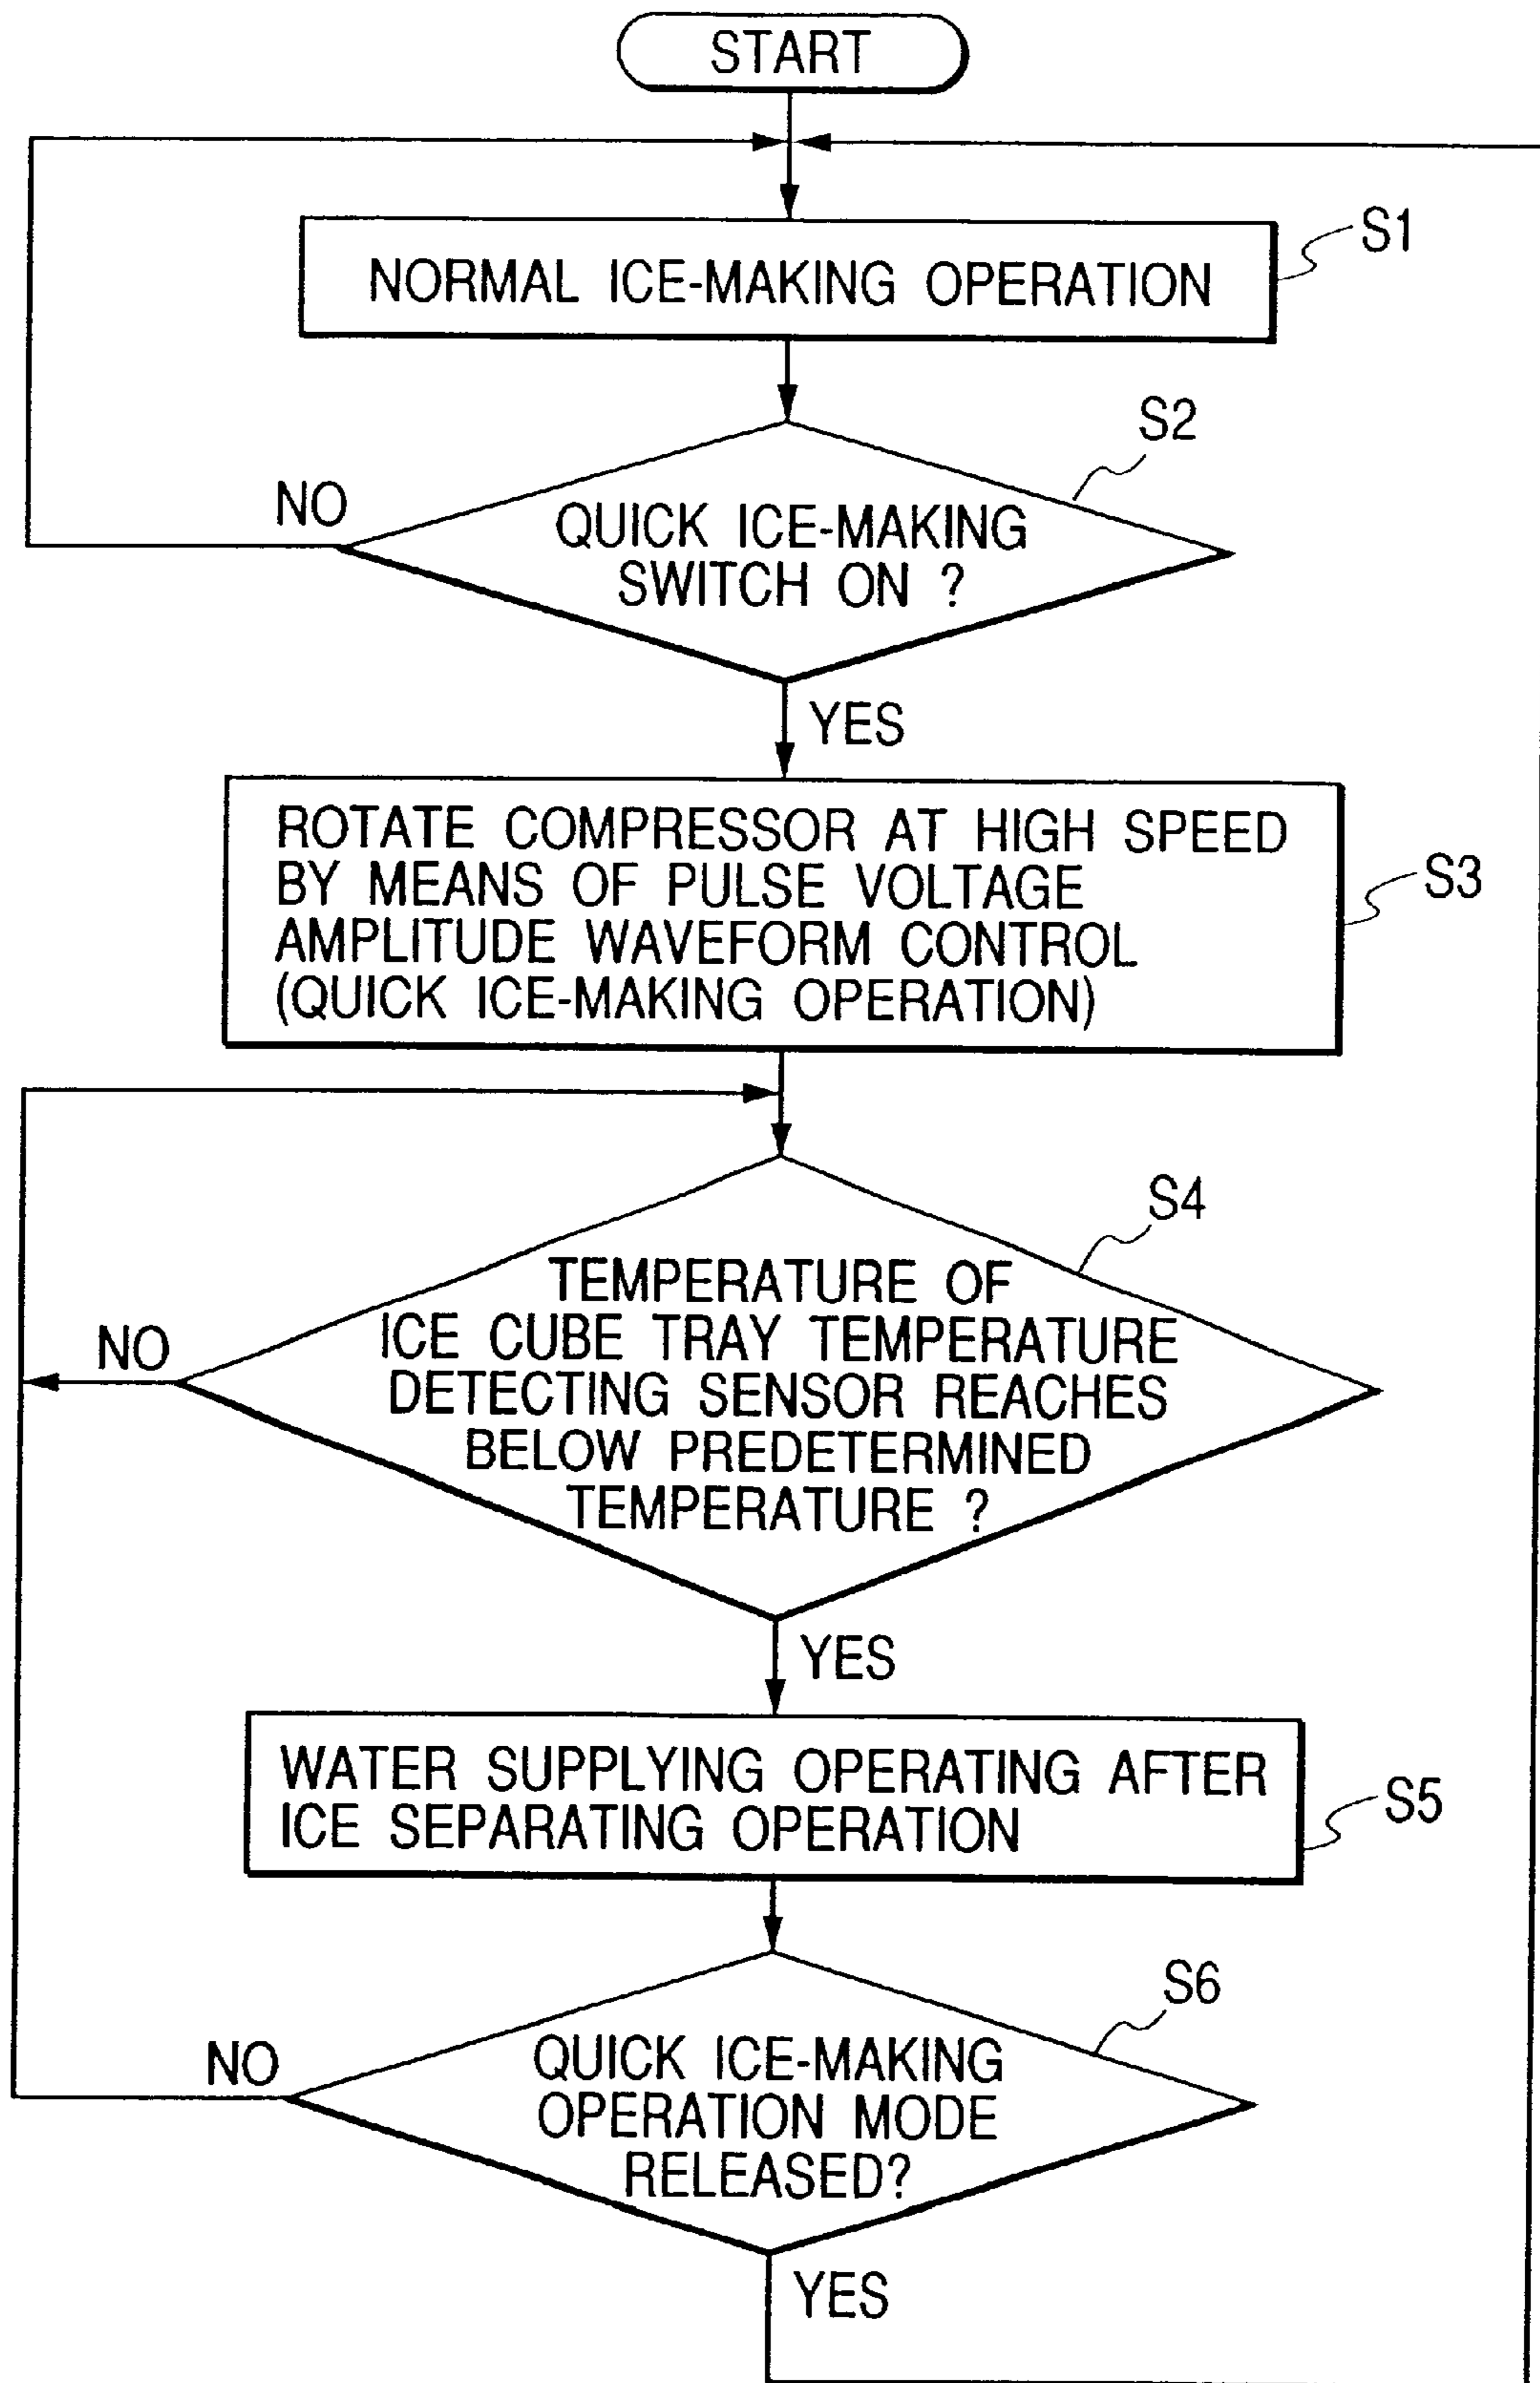 START
NORMAL ICE-MAKING OPERATION
S1
S2
NO
QUICK ICE-MAKING
SWITCH ON ?
YES
ROTATE COMPRESSOR AT HIGH SPEED
BY MEANS OF PULSE VOLTAGE
AMPLITUDE WAVEFORM CONTROL
(QUICK ICE-MAKING OPERATION)
S3
S4
NO
TEMPERATURE OF
ICE CUBE TRAY TEMPERATURE
DETECTING SENSOR REACHES
BELOW PREDETERMINED
TEMPERATURE ?
YES
WATER SUPPLYING OPERATING AFTER
ICE SEPARATING OPERATION
S5
S6
NO
QUICK ICE-MAKING
OPERATION MODE
RELEASED?
YES